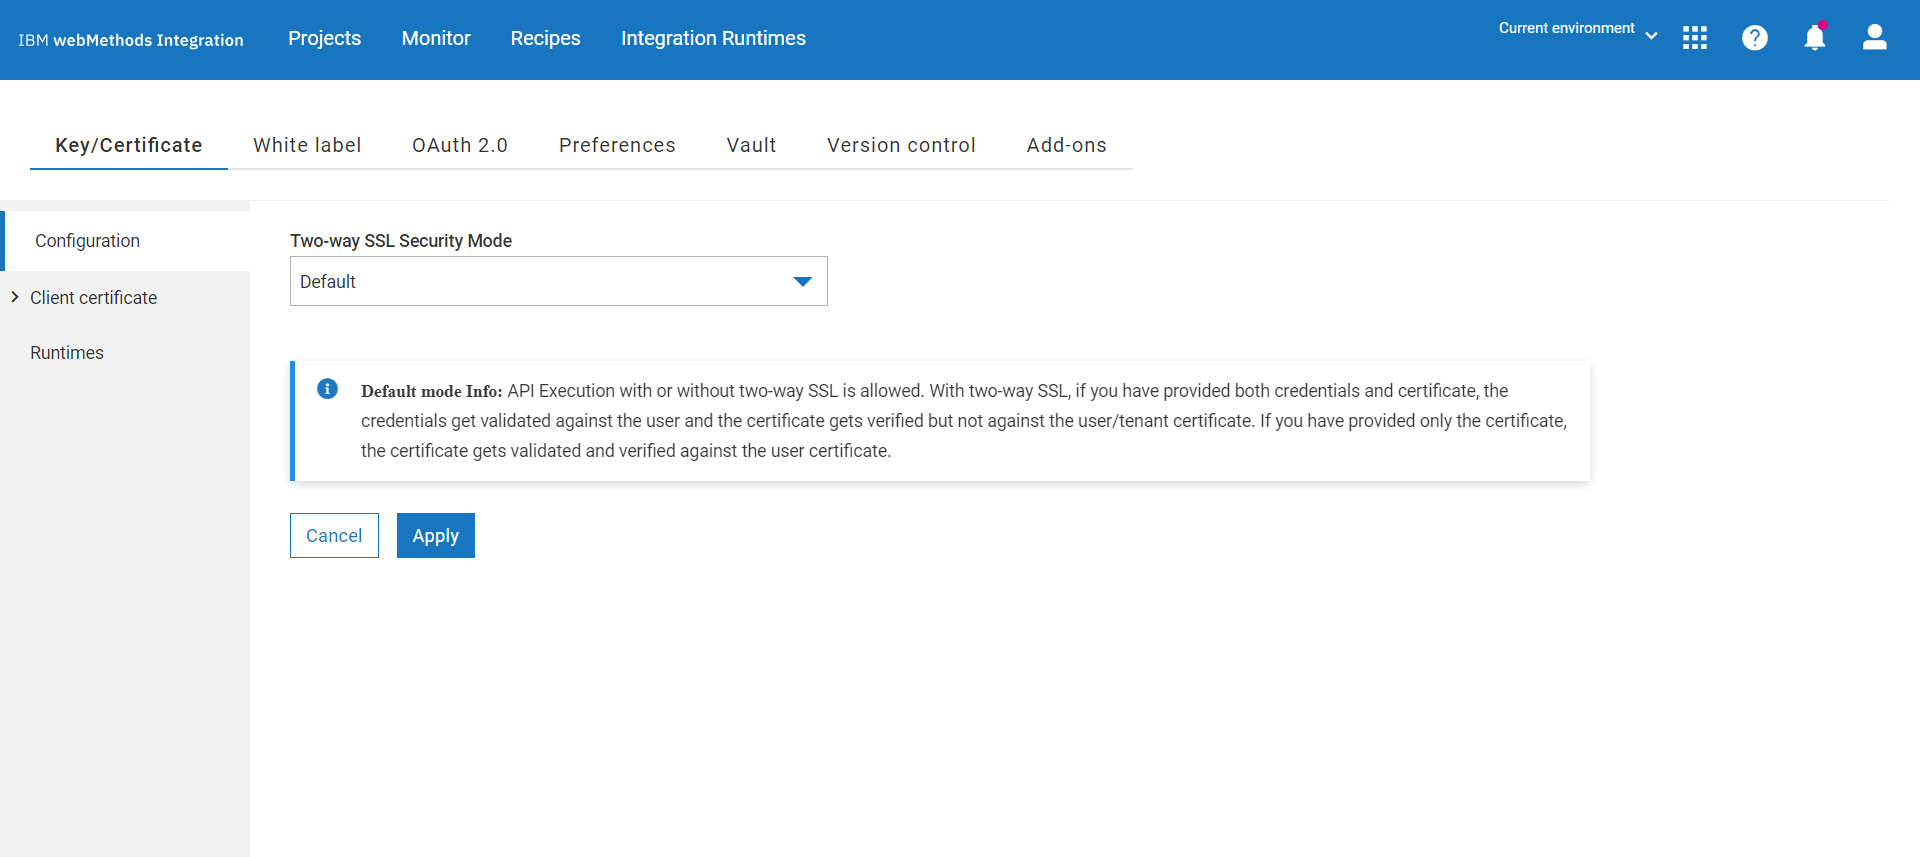 IBM webMethods Integration
Projects
Monitor
Recipes
Integration Runtimes
Current environment
Key/Certificate
White label
OAuth 2.0
Preferences
Vault
Version control
Add-ons
Configuration
Client certificate
Runtimes
Two-way SSL Security Mode
Default
Default mode Info: API Execution with or without two-way SSL is allowed. With two-way SSL, if you have provided both credentials and certificate, the
credentials get validated against the user and the certificate gets verified but not against the user/tenant certificate. If you have provided only the certificate,
the certificate gets validated and verified against the user certificate.
Cancel
Apply